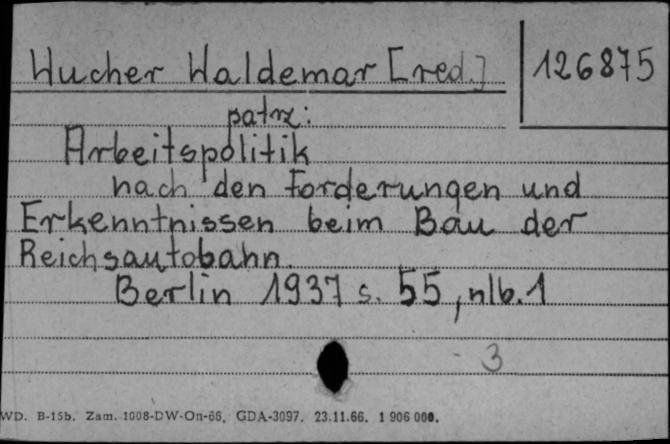 Wucher Waldemar [red.]
126875
patrz:
Arbeitspolitik
nach den Forderungen und
Erkenntnissen beim Bau der
Reichsautobahn.
Berlin 1937 s. 55, nlb. 1
3
WD. B-15b. Zam. 1008-DW-On-66. GDA-3097. 23.11.66. 1 906 000.